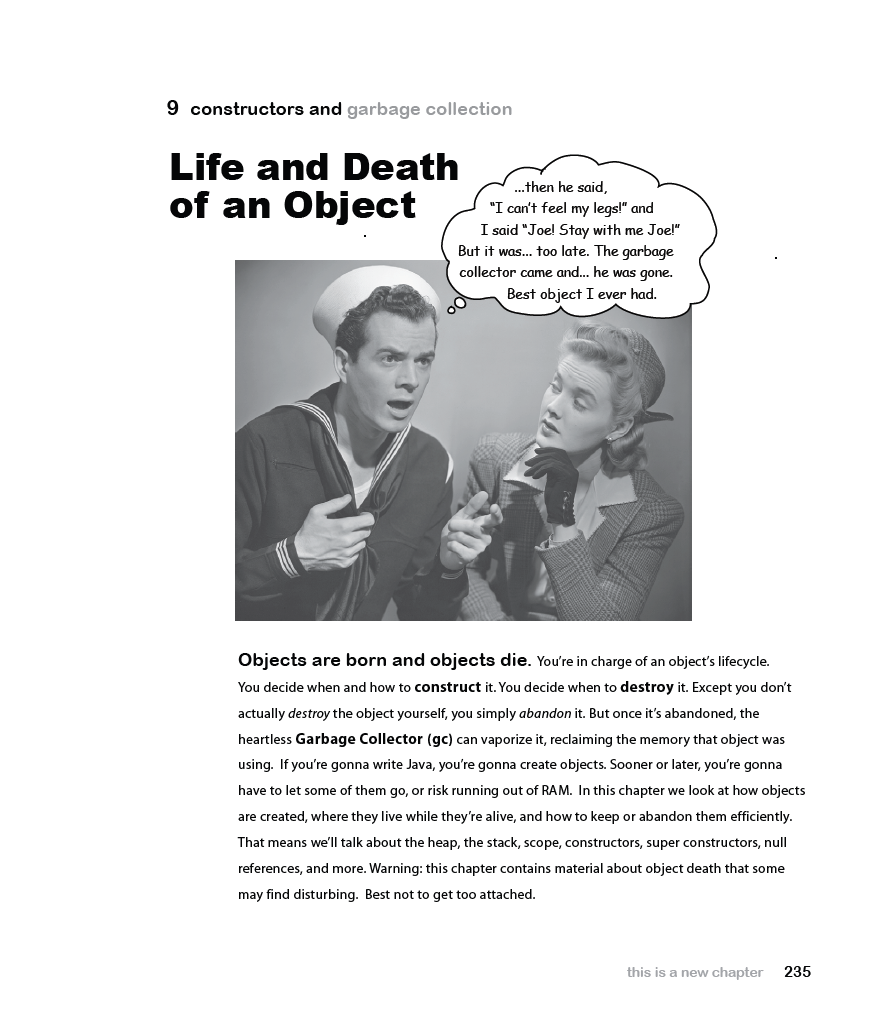 9 constructors and garbage collection
Life and Death
of an Object
...then he said,
“I can’t feel my legs!” and
I said “Joe! Stay with me Joe!”
But it was... too late. The garbage
collector came and... he was gone.
Best object I ever had.
Objects are born and objects die. You’re in charge of an object’s lifecycle.
You decide when and how to construct it. You decide when to destroy it. Except you don’t
actually destroy the object yourself, you simply abandon it. But once it’s abandoned, the
heartless Garbage Collector (gc) can vaporize it, reclaiming the memory that object was
using. If you’re gonna write Java, you’re gonna create objects. Sooner or later, you’re gonna
have to let some of them go, or risk running out of RAM. In this chapter we look at how objects
are created, where they live while they’re alive, and how to keep or abandon them efficiently.
That means we’ll talk about the heap, the stack, scope, constructors, super constructors, null
references, and more. Warning: this chapter contains material about object death that some
may find disturbing. Best not to get too attached.
this is a new chapter 235